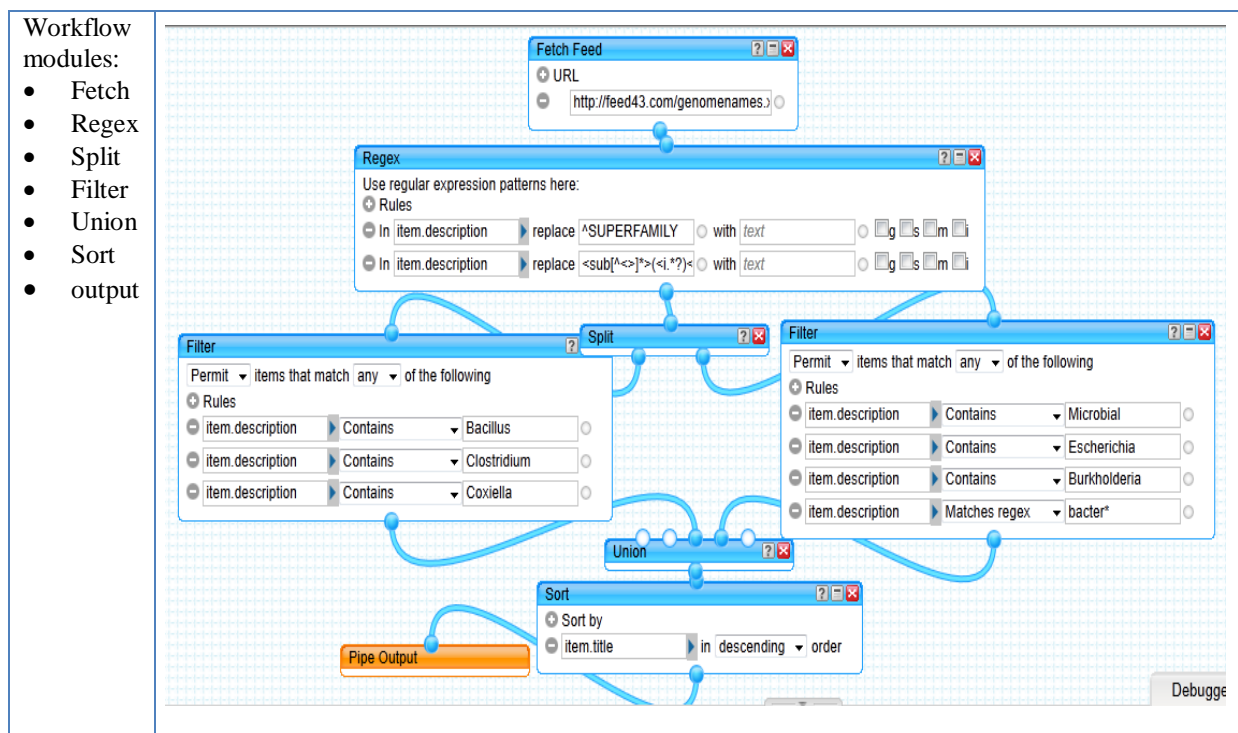 Workflow
modules:
• Fetch
• Regex
• Split
• Filter
• Union
• Sort
• output
Fetch Feed
URL
http://feed43.com/genomenames.
Regex
Use regular expression patterns here:
Rules
In item.description replace ^SUPERFAMILY with text g s m i
In item.description replace <sub[^<>]*>(<i.*?)< with text g s m i
Split
Filter
Permit items that match any of the following
Rules
item.description Contains Bacillus
item.description Contains Clostridium
item.description Contains Coxiella
Filter
Permit items that match any of the following
Rules
item.description Contains Microbial
item.description Contains Escherichia
item.description Contains Burkholderia
item.description Matches regex bacter*
Union
Sort
Sort by
item.title in descending order
Pipe Output
Debugge